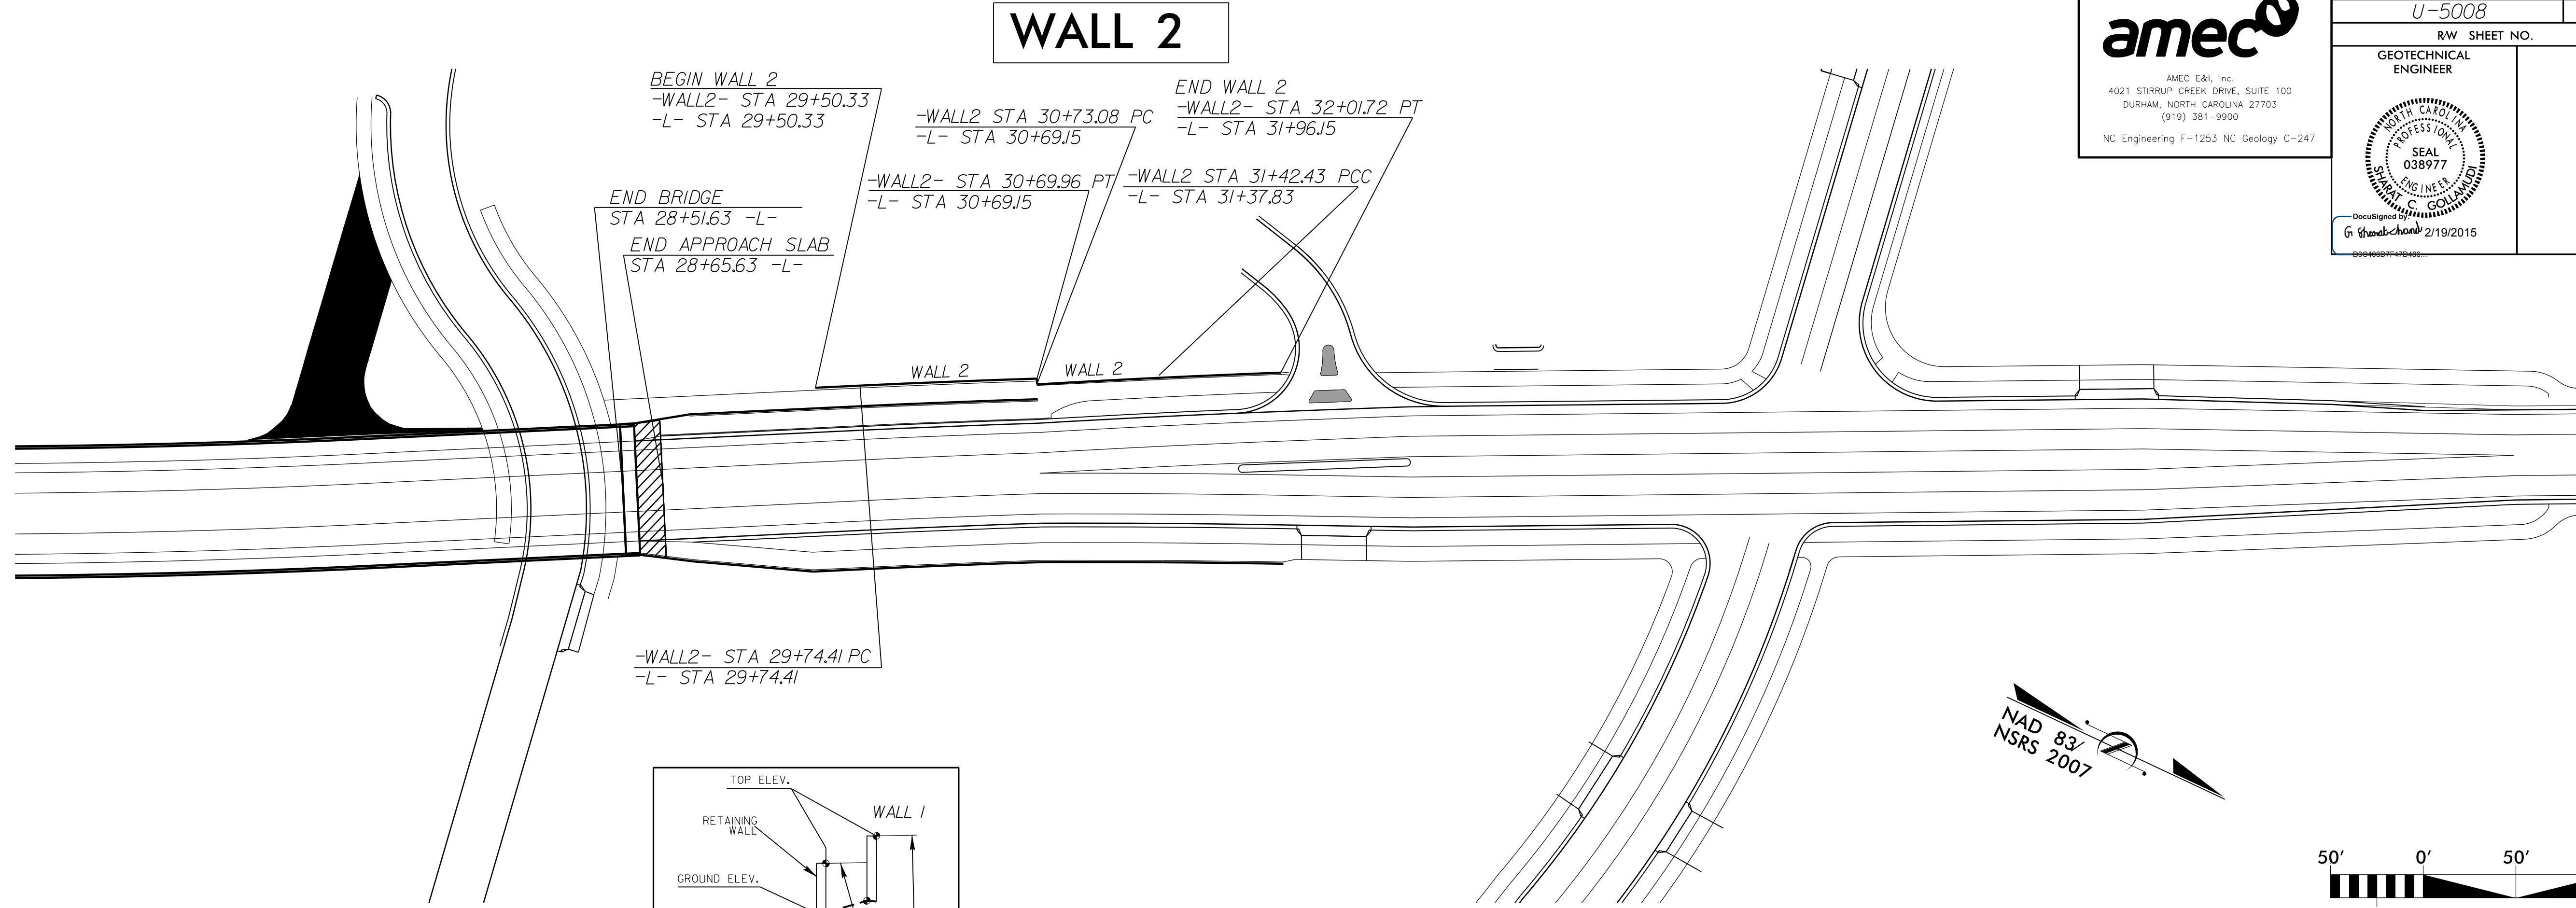 WALL 2
BEGIN WALL 2
-WALL2- STA 29+50.33
-L- STA 29+50.33
-WALL2 STA 30+73.08 PC
-L- STA 30+69.15
END WALL 2
-WALL2- STA 32+01.72 PT
-L- STA 31+96.15
END BRIDGE
STA 28+51.63 -L-
-WALL2- STA 30+69.96 PT
-L- STA 30+69.15
-WALL2 STA 31+42.43 PCC
-L- STA 31+37.83
END APPROACH SLAB
STA 28+65.63 -L-
WALL 2
WALL 2
-WALL2- STA 29+74.41 PC
-L- STA 29+74.41
amec
AMEC E&I, Inc.
4021 STIRRUP CREEK DRIVE, SUITE 100
DURHAM, NORTH CAROLINA 27703
(919) 381-9900
NC Engineering F-1253 NC Geology C-247
U-5008
R/W SHEET NO.
GEOTECHNICAL
ENGINEER
NORTH CAROLINA
PROFESSIONAL
SEAL
038977
ENGINEER
SHARAT C. GOLLAMUDI
DocuSigned by:
2/19/2015
NAD 83/
NSRS 2007
TOP ELEV.
WALL 1
RETAINING
WALL
GROUND ELEV.
50' 0' 50'